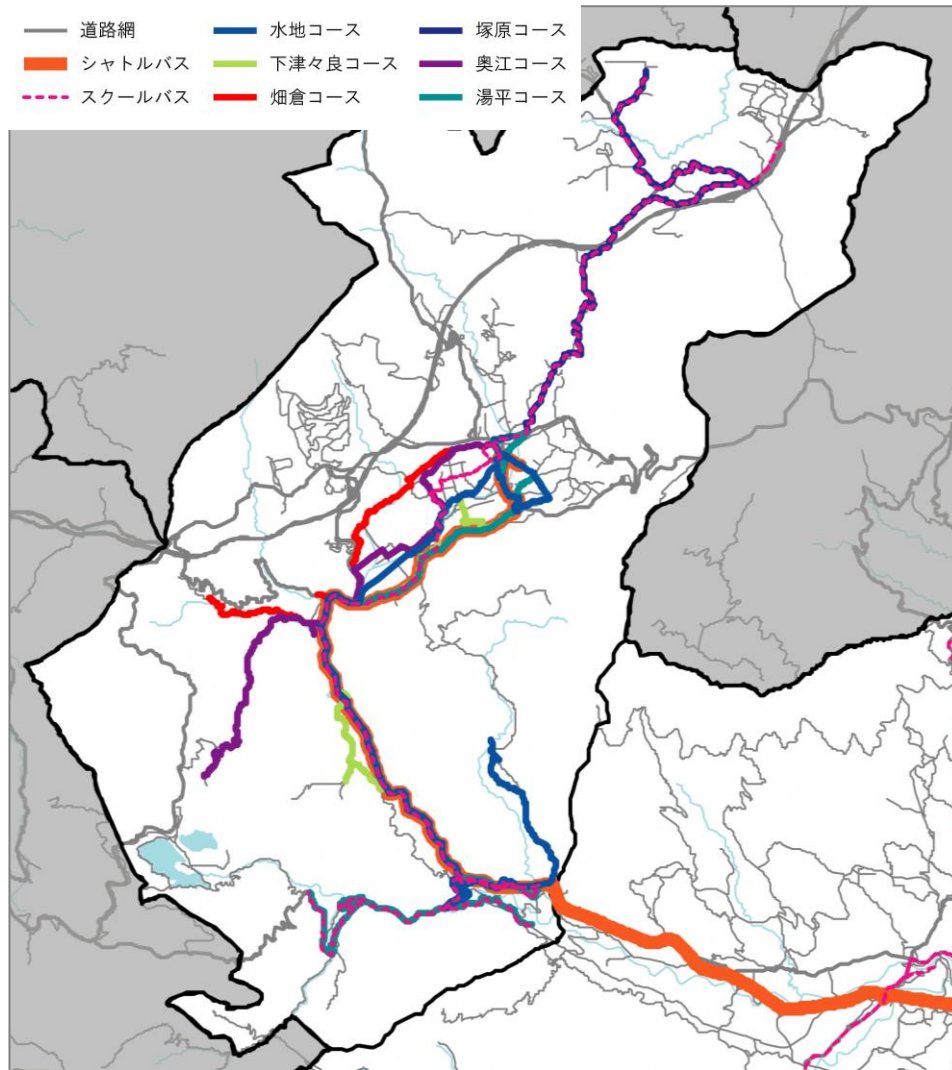 道路網 水地コース 塚原コース
シャトルバス 下津々良コース 奥江コース
スクールバス 畑倉コース 湯平コース